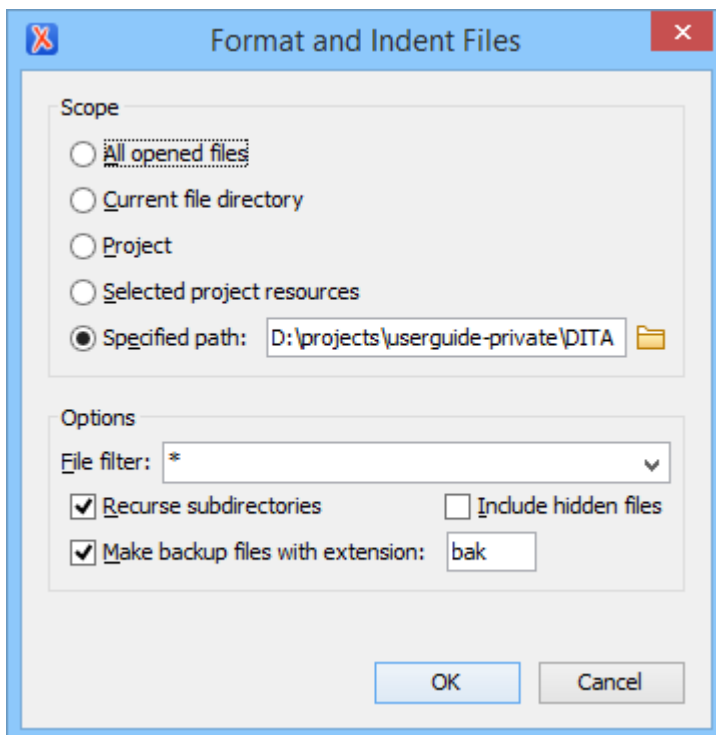 Format and Indent Files
Scope
All opened files
Current file directory
Project
Selected project resources
Specified path: D:\projects\userguide-private\DITA
Options
File filter: *
Recurse subdirectories Include hidden files
Make backup files with extension: bak
OK Cancel